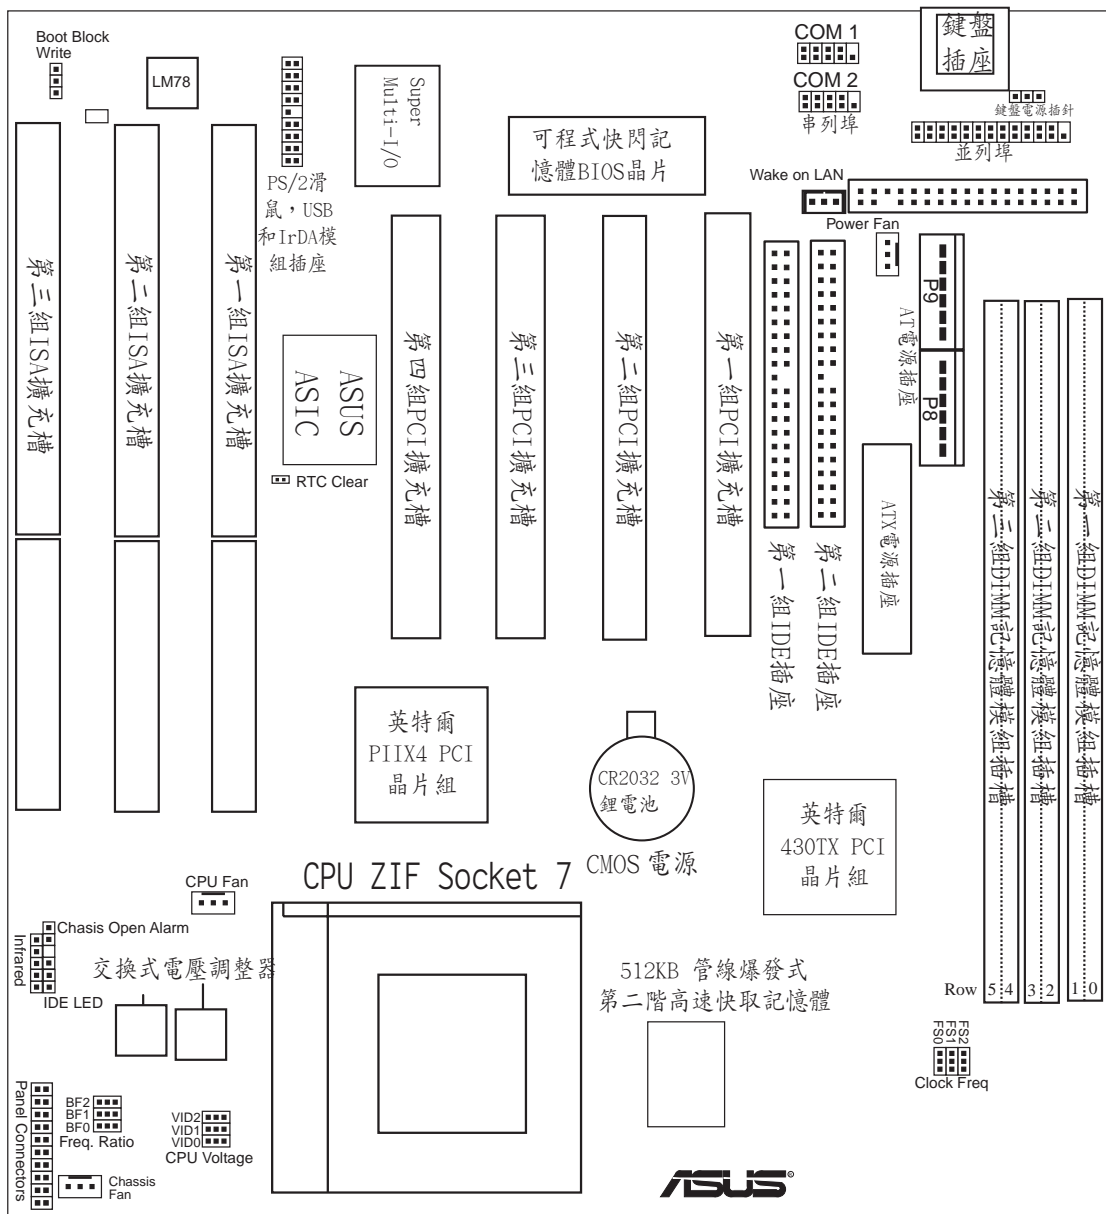 Boot Block
Write
LM78
PS/2滑
鼠，USB
和IrDA模
組插座
Super
Multi-I/O
可程式快閃記
憶體BIOS晶片
COM 1
COM 2
串列埠
鍵盤
插座
鍵盤電源插針
並列埠
Wake on LAN
Power Fan
P9
P8
AT電源插座
ATX電源插座
第三組ISA擴充槽
第二組ISA擴充槽
第一組ISA擴充槽
ASUS
ASIC
RTC Clear
第四組PCI擴充槽
第三組PCI擴充槽
第二組PCI擴充槽
第一組PCI擴充槽
第一組IDE插座
第二組IDE插座
第三組DIMM記憶體模組插槽
第二組DIMM記憶體模組插槽
第一組DIMM記憶體模組插槽
英特爾
PIIX4 PCI
晶片組
CR2032 3V
鋰電池
CMOS 電源
英特爾
430TX PCI
晶片組
CPU ZIF Socket 7
CPU Fan
Chasis Open Alarm
Infrared
IDE LED
交換式電壓調整器
512KB 管線爆發式
第二階高速快取記憶體
Row 5 4 3 2 1 0
FS0
FS1
FS2
Clock Freq
Panel Connectors
BF2
BF1
BF0
Freq. Ratio
VID2
VID1
VID0
CPU Voltage
Chassis
Fan
ASUS